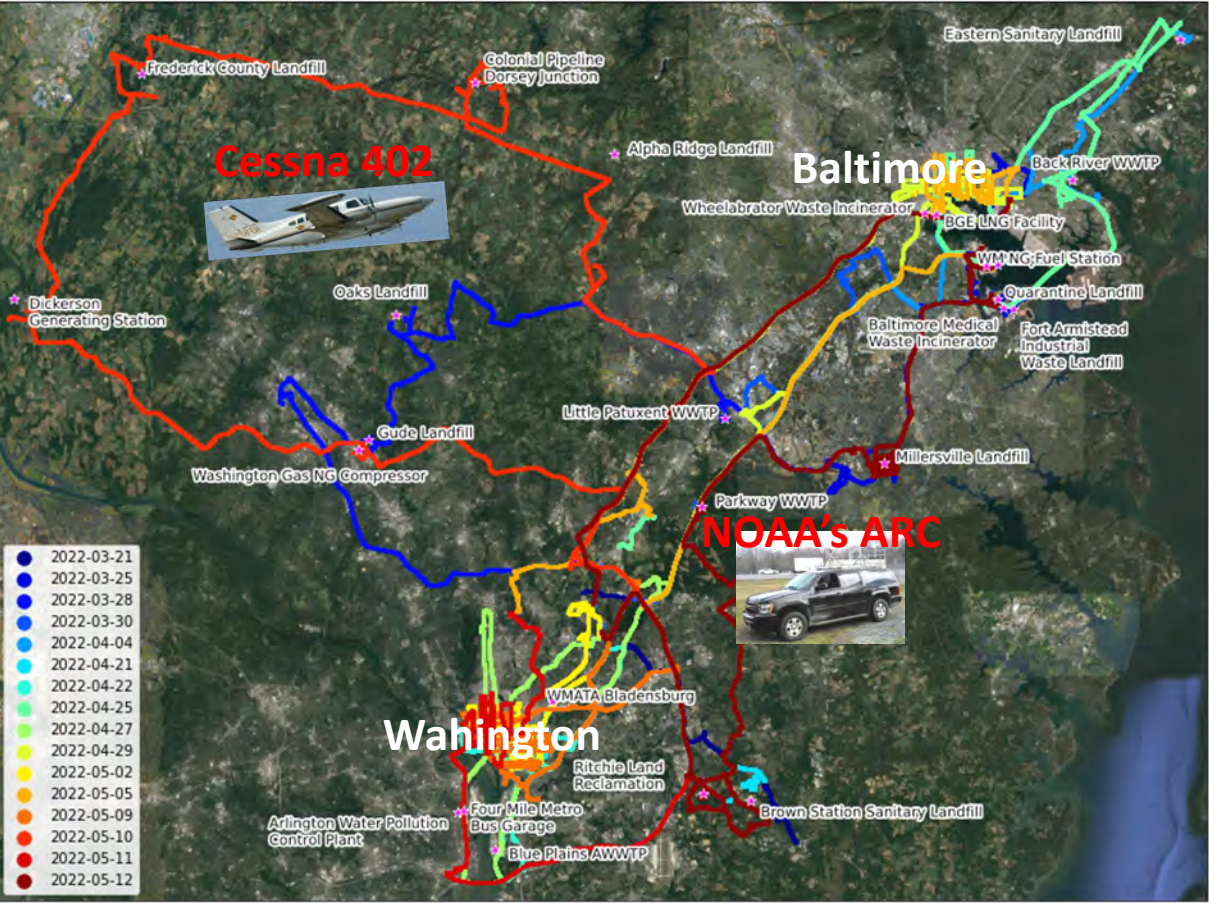 Eastern Sanitary Landfill
Frederick County Landfill
Colonial Pipeline
Dorsey Junction
Cessna 402
Alpha Ridge Landfill
Baltimore
Back River WWTP
Wheelabrator Waste Incinerator
BGE LNG Facility
WM NG Fuel Station
Oaks Landfill
Dickerson
Generating Station
Quarantine Landfill
Baltimore Medical
Waste Incinerator
Fort Armistead
Industrial
Waste Landfill
Little Patuxent WWTP
Gude Landfill
Washington Gas NG Compressor
Millersville Landfill
Parkway WWTP
NOAA's ARC
2022-03-21
2022-03-25
2022-03-28
2022-03-30
2022-04-04
2022-04-21
2022-04-22
2022-04-25
2022-04-27
2022-04-29
2022-05-02
2022-05-05
2022-05-09
2022-05-10
2022-05-11
2022-05-12
WMATA Bladensburg
Wahington
Ritchie Land
Reclamation
Brown Station Sanitary Landfill
Four Mile Metro
Bus Garage
Arlington Water Pollution
Control Plant
Blue Plains AWWTP